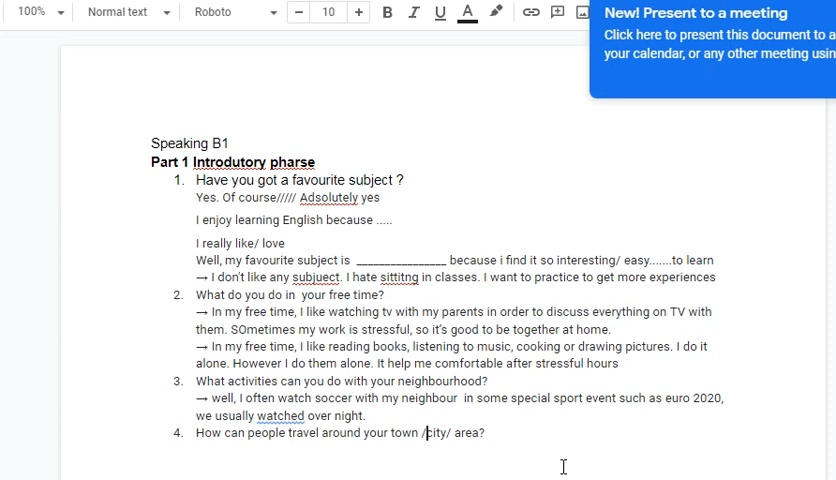 100% Normal text Roboto 10 B I U A
New! Present to a meeting
Click here to present this document to a
your calendar, or any other meeting usin
Speaking B1
Part 1 Introdutory pharse
1. Have you got a favourite subject ?
Yes. Of course///// Adsolutely yes
I enjoy learning English because .....
I really like/ love
Well, my favourite subject is ________________ because i find it so interesting/ easy.......to learn
→ I don't like any subjuect. I hate sittitng in classes. I want to practice to get more experiences
2. What do you do in your free time?
→ In my free time, I like watching tv with my parents in order to discuss everything on TV with
them. SOmetimes my work is stressful, so it's good to be together at home.
→ In my free time, I like reading books, listening to music, cooking or drawing pictures. I do it
alone. However I do them alone. It help me comfortable after stressful hours
3. What activities can you do with your neighbourhood?
→ well, I often watch soccer with my neighbour in some special sport event such as euro 2020,
we usually watched over night.
4. How can people travel around your town /city/ area?